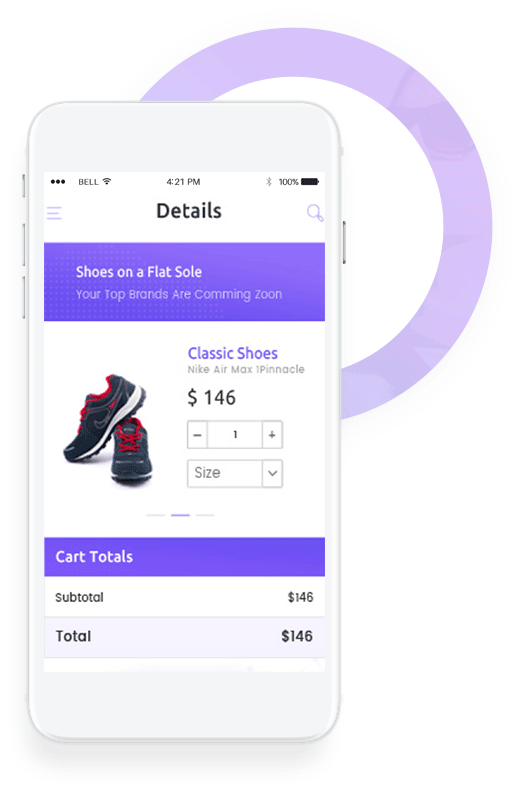 BELL 4:21 PM 100%
Details
Shoes on a Flat Sole
Your Top Brands Are Comming Zoon
Classic Shoes
Nike Air Max 1Pinnacle
$ 146
− 1 +
Size
Cart Totals
Subtotal $146
Total $146